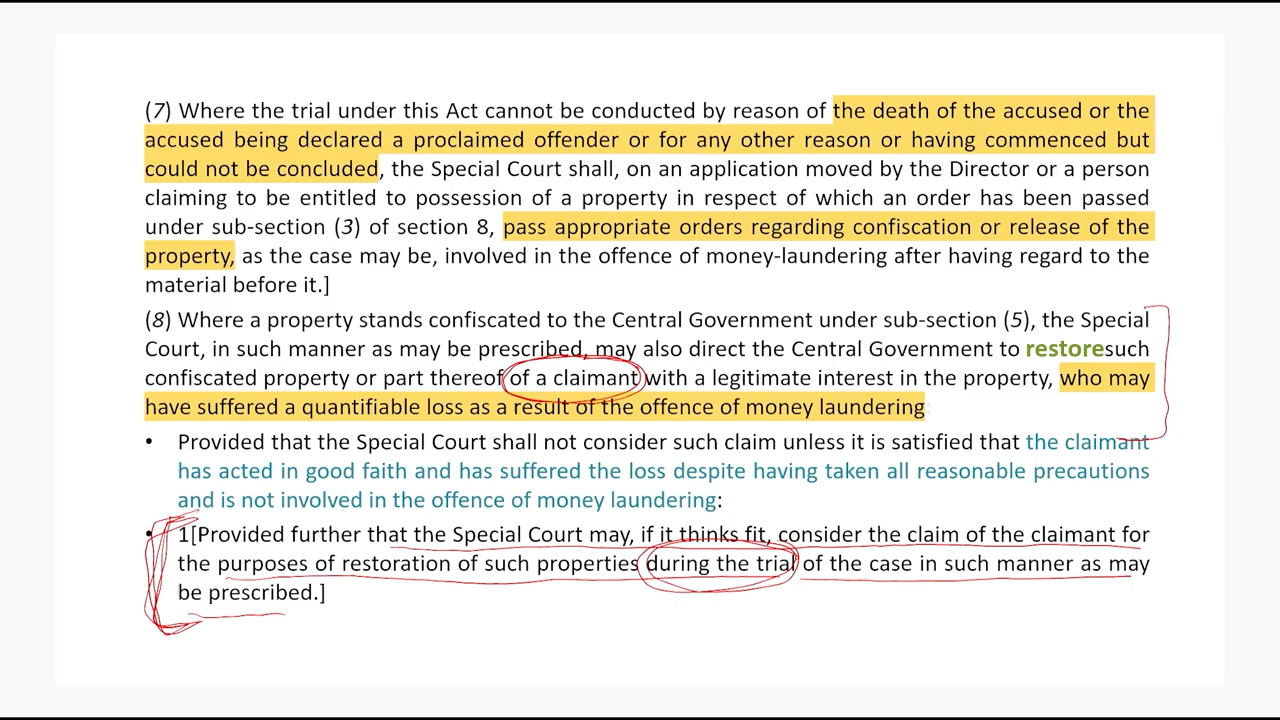 (7) Where the trial under this Act cannot be conducted by reason of the death of the accused or the
accused being declared a proclaimed offender or for any other reason or having commenced but
could not be concluded, the Special Court shall, on an application moved by the Director or a person
claiming to be entitled to possession of a property in respect of which an order has been passed
under sub-section (3) of section 8, pass appropriate orders regarding confiscation or release of the
property, as the case may be, involved in the offence of money-laundering after having regard to the
material before it.]
(8) Where a property stands confiscated to the Central Government under sub-section (5), the Special
Court, in such manner as may be prescribed, may also direct the Central Government to restoresuch
confiscated property or part thereof of a claimant with a legitimate interest in the property, who may
have suffered a quantifiable loss as a result of the offence of money laundering:
• Provided that the Special Court shall not consider such claim unless it is satisfied that the claimant
has acted in good faith and has suffered the loss despite having taken all reasonable precautions
and is not involved in the offence of money laundering:
• 1[Provided further that the Special Court may, if it thinks fit, consider the claim of the claimant for
the purposes of restoration of such properties during the trial of the case in such manner as may
be prescribed.]